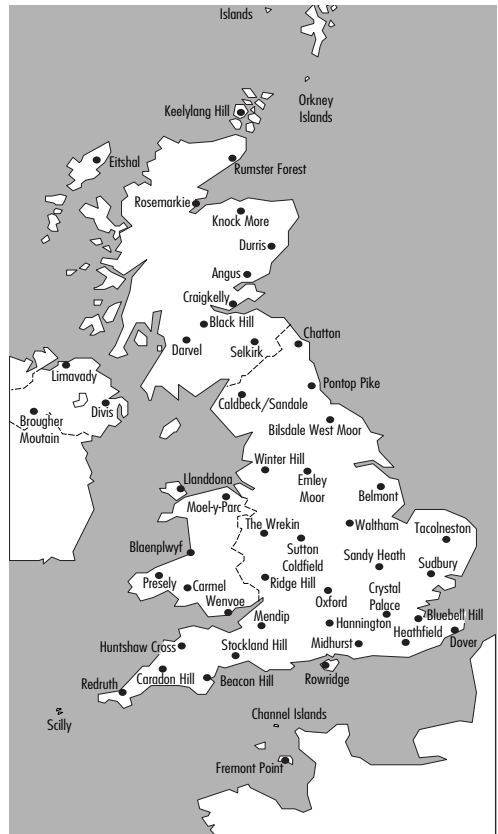 Islands
Orkney
Islands
Keelylang Hill
Eitshal
Rumster Forest
Rosemarkie
Knock More
Durris
Angus
Craigkelly
Black Hill
Darvel
Selkirk
Chatton
Limavady
Divis
Brougher
Moutain
Pontop Pike
Caldbeck/Sandale
Bilsdale West Moor
Winter Hill
Emley
Moor
Belmont
Llanddona
Moel-y-Parc
The Wrekin
Waltham
Tacolneston
Sutton
Coldfield
Sandy Heath
Sudbury
Blaenplwyf
Presely
Carmel
Wenvoe
Ridge Hill
Oxford
Crystal
Palace
Bluebell Hill
Mendip
Hannington
Heathfield
Dover
Midhurst
Huntshaw Cross
Stockland Hill
Rowridge
Redruth
Caradon Hill
Beacon Hill
Scilly
Channel Islands
Fremont Point